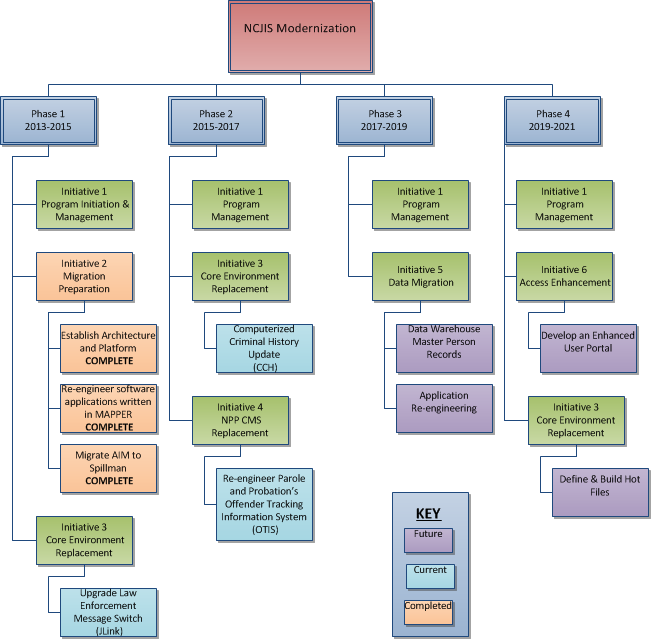 NCJIS Modernization
Phase 1
2013-2015
Initiative 1
Program Initiation &
Management
Initiative 2
Migration
Preparation
Establish Architecture
and Platform
COMPLETE
Re-engineer software
applications written
in MAPPER
COMPLETE
Migrate AIM to
Spillman
COMPLETE
Initiative 3
Core Environment
Replacement
Upgrade Law
Enforcement
Message Switch
(JLink)
Phase 2
2015-2017
Initiative 1
Program
Management
Initiative 3
Core Environment
Replacement
Computerized
Criminal History
Update
(CCH)
Initiative 4
NPP CMS
Replacement
Re-engineer Parole
and Probation's
Offender Tracking
Information System
(OTIS)
Phase 3
2017-2019
Initiative 1
Program
Management
Initiative 5
Data Migration
Data Warehouse
Master Person
Records
Application
Re-engineering
Phase 4
2019-2021
Initiative 1
Program
Management
Initiative 6
Access Enhancement
Develop an Enhanced
User Portal
Initiative 3
Core Environment
Replacement
Define & Build Hot
Files
KEY
Future
Current
Completed